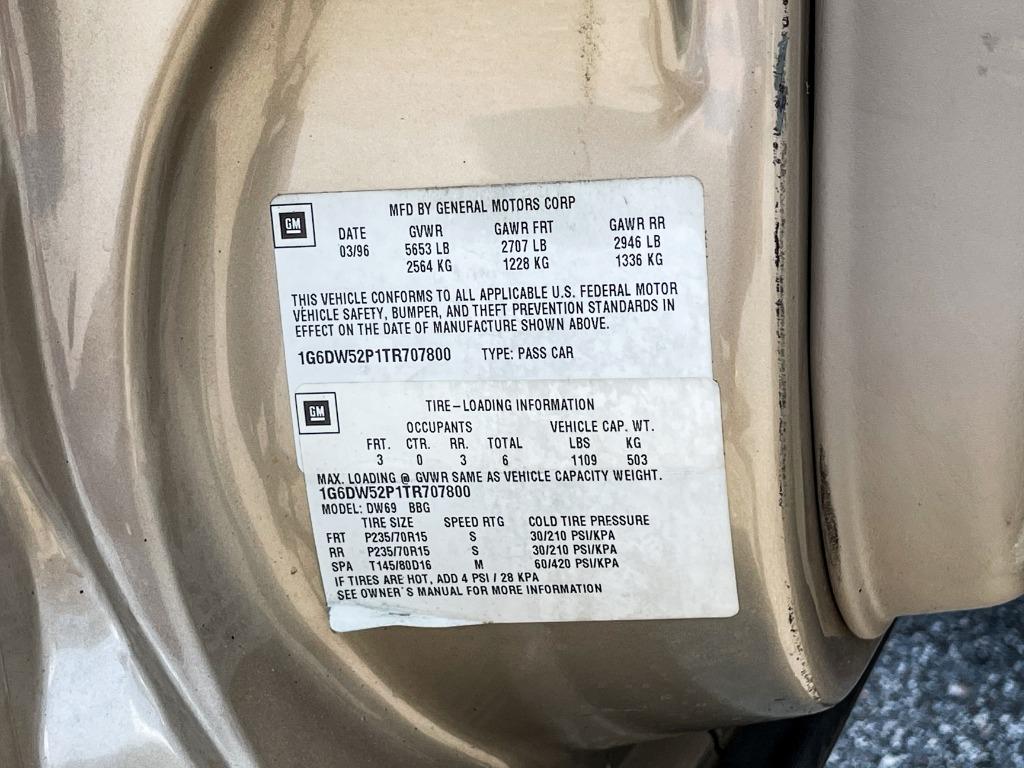 GM
MFD BY GENERAL MOTORS CORP
DATE GVWR GAWR FRT GAWR RR
03/96 5653 LB 2707 LB 2946 LB
2564 KG 1228 KG 1336 KG
THIS VEHICLE CONFORMS TO ALL APPLICABLE U.S. FEDERAL MOTOR
VEHICLE SAFETY, BUMPER, AND THEFT PREVENTION STANDARDS IN
EFFECT ON THE DATE OF MANUFACTURE SHOWN ABOVE.
1G6DW52P1TR707800 TYPE: PASS CAR
GM
TIRE-LOADING INFORMATION
OCCUPANTS VEHICLE CAP. WT.
FRT. CTR. RR. TOTAL LBS KG
3 0 3 6 1109 503
MAX. LOADING @ GVWR SAME AS VEHICLE CAPACITY WEIGHT.
1G6DW52P1TR707800
MODEL: DW69 BBG
TIRE SIZE SPEED RTG COLD TIRE PRESSURE
FRT P235/70R15 S 30/210 PSI/KPA
RR P235/70R15 S 30/210 PSI/KPA
SPA T145/80D16 M 60/420 PSI/KPA
IF TIRES ARE HOT, ADD 4 PSI / 28 KPA
SEE OWNER'S MANUAL FOR MORE INFORMATION